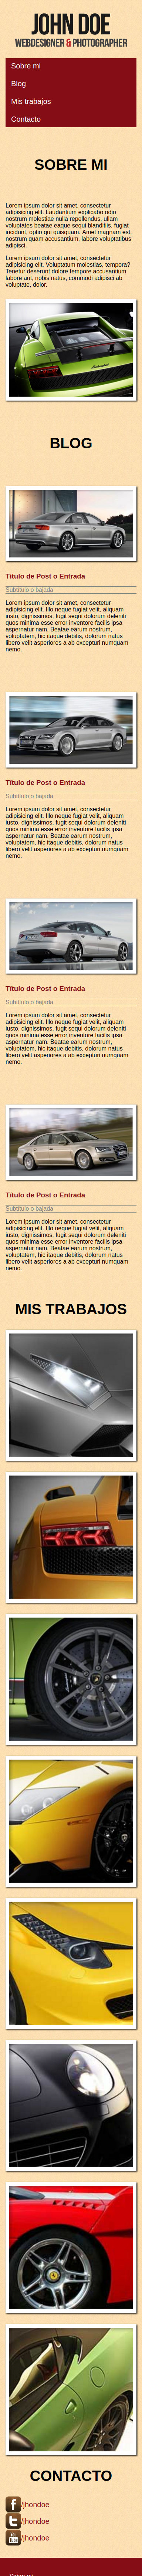 JOHN DOE
WEBDESIGNER & PHOTOGRAPHER
Sobre mi
Blog
Mis trabajos
Contacto
SOBRE MI
Lorem ipsum dolor sit amet, consectetur
adipisicing elit. Laudantium explicabo odio
nostrum molestiae nulla repellendus, ullam
voluptates beatae eaque sequi blanditiis, fugiat
incidunt, optio qui quisquam. Amet magnam est,
nostrum quam accusantium, labore voluptatibus
adipisci.
Lorem ipsum dolor sit amet, consectetur
adipisicing elit. Voluptatum molestias, tempora?
Tenetur deserunt dolore tempore accusantium
labore aut, nobis natus, commodi adipisci ab
voluptate, dolor.
BLOG
Título de Post o Entrada
Subtitulo o bajada
Lorem ipsum dolor sit amet, consectetur
adipisicing elit. Illo neque fugiat velit, aliquam
iusto, dignissimos, fugit sequi dolorum deleniti
quos minima esse error inventore facilis ipsa
aspernatur nam. Beatae earum nostrum,
voluptatem, hic itaque debitis, dolorum natus
libero velit asperiores a ab excepturi numquam
nemo.
Título de Post o Entrada
Subtitulo o bajada
Lorem ipsum dolor sit amet, consectetur
adipisicing elit. Illo neque fugiat velit, aliquam
iusto, dignissimos, fugit sequi dolorum deleniti
quos minima esse error inventore facilis ipsa
aspernatur nam. Beatae earum nostrum,
voluptatem, hic itaque debitis, dolorum natus
libero velit asperiores a ab excepturi numquam
nemo.
Título de Post o Entrada
Subtitulo o bajada
Lorem ipsum dolor sit amet, consectetur
adipisicing elit. Illo neque fugiat velit, aliquam
iusto, dignissimos, fugit sequi dolorum deleniti
quos minima esse error inventore facilis ipsa
aspernatur nam. Beatae earum nostrum,
voluptatem, hic itaque debitis, dolorum natus
libero velit asperiores a ab excepturi numquam
nemo.
Título de Post o Entrada
Subtitulo o bajada
Lorem ipsum dolor sit amet, consectetur
adipisicing elit. Illo neque fugiat velit, aliquam
iusto, dignissimos, fugit sequi dolorum deleniti
quos minima esse error inventore facilis ipsa
aspernatur nam. Beatae earum nostrum,
voluptatem, hic itaque debitis, dolorum natus
libero velit asperiores a ab excepturi numquam
nemo.
MIS TRABAJOS
CONTACTO
/jhondoe
/jhondoe
You Tube /jhondoe
Sobre mi